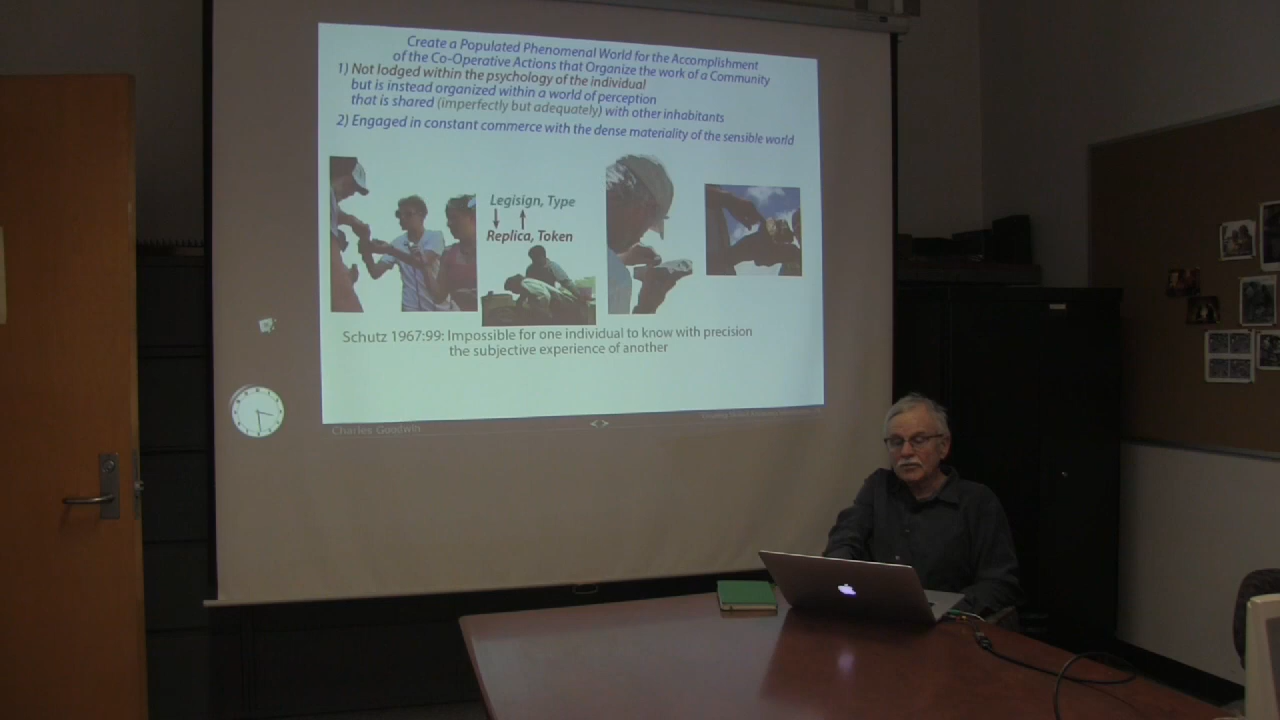 Create a Populated Phenomenal World for the Accomplishment
of the Co-Operative Actions that Organize the work of a Community
1) Not lodged within the psychology of the individual
but is instead organized within a world of perception
that is shared (imperfectly but adequately) with other inhabitants
2) Engaged in constant commerce with the dense materiality of the sensible world
Legisign, Type
Replica, Token
Schutz 1967:99: Impossible for one individual to know with precision
the subjective experience of another
Charles Goodwin